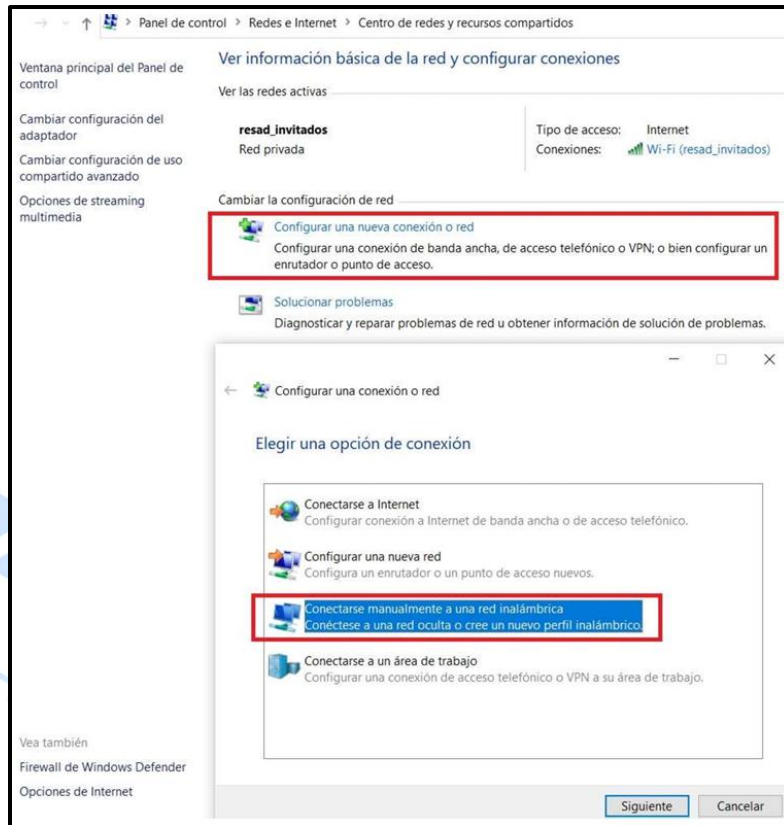 Panel de control > Redes e Internet > Centro de redes y recursos compartidos
Ventana principal del Panel de
control
Cambiar configuración del
adaptador
Cambiar configuración de uso
compartido avanzado
Opciones de streaming
multimedia
Ver información básica de la red y configurar conexiones
Ver las redes activas
resad_invitados
Red privada
Tipo de acceso: Internet
Conexiones: Wi-Fi (resad_invitados)
Cambiar la configuración de red
Configurar una nueva conexión o red
Configurar una conexión de banda ancha, de acceso telefónico o VPN; o bien configurar un
enrutador o punto de acceso.
Solucionar problemas
Diagnosticar y reparar problemas de red u obtener información de solución de problemas.
Configurar una conexión o red
Elegir una opción de conexión
Conectarse a Internet
Configurar conexión a Internet de banda ancha o de acceso telefónico.
Configurar una nueva red
Configura un enrutador o un punto de acceso nuevos.
Conectarse manualmente a una red inalámbrica
Conéctese a una red oculta o cree un nuevo perfil inalámbrico.
Conectarse a un área de trabajo
Configurar una conexión de acceso telefónico o VPN a su área de trabajo.
Vea también
Firewall de Windows Defender
Opciones de Internet
Siguiente
Cancelar